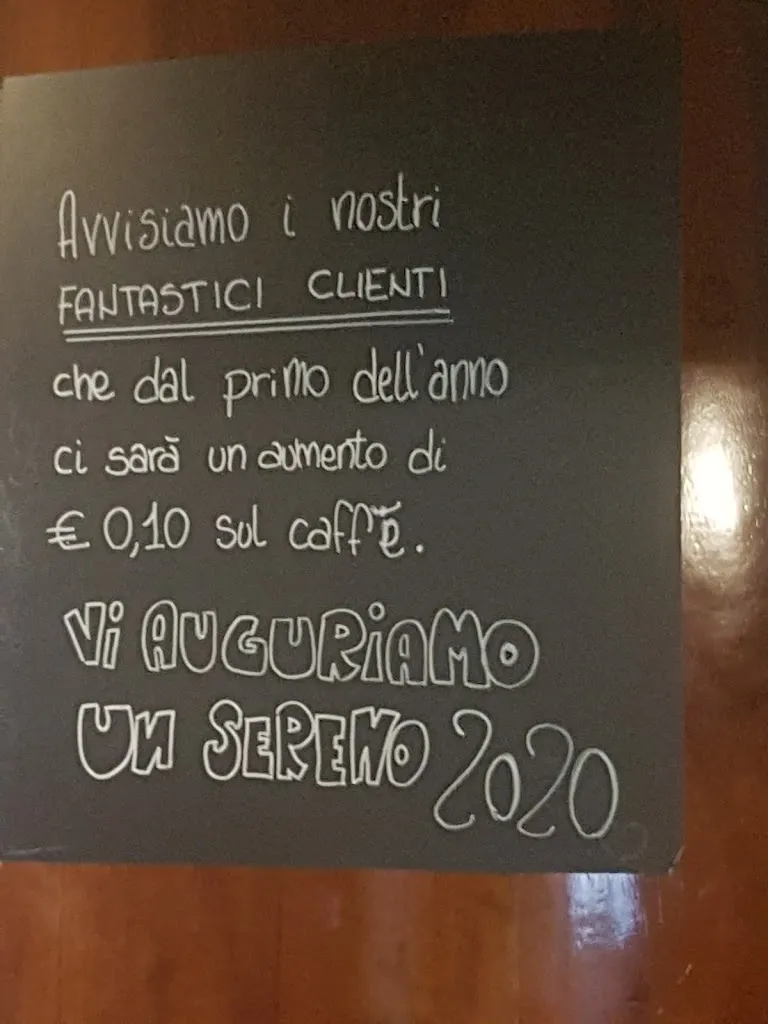 Avvisiamo i nostri
FANTASTICI CLIENTI
che dal primo dell'anno
ci sarà un aumento di
€ 0,10 sul caffè.
Vi AUGURiAMO
UN SERENO 2020